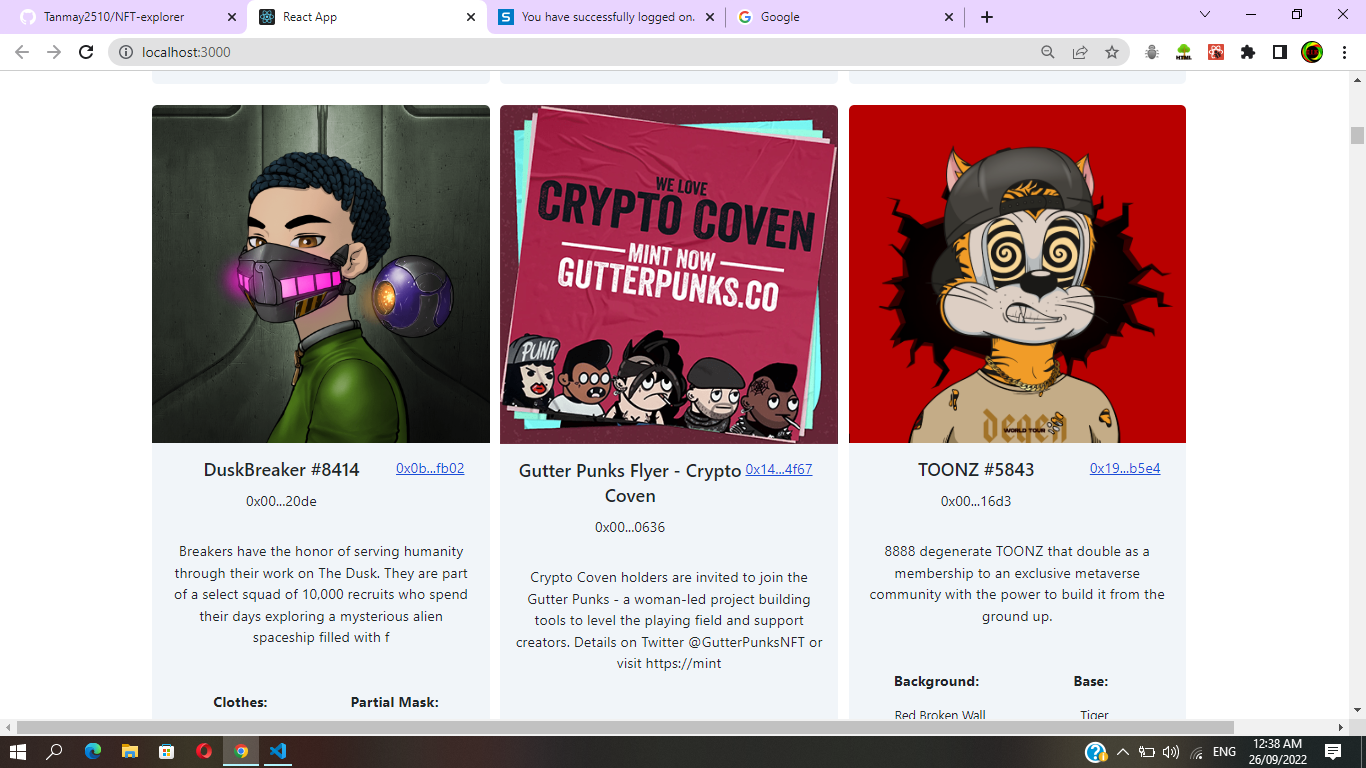 Tanmay2510/NFT-explorer
React App
You have successfully logged on.
Google
localhost:3000
HTML
WE LOVE
CRYPTO COVEN
MINT NOW
GUTTERPUNKS.CO
PUNK
degen
WORLD TOUR
DuskBreaker #8414
0x0b...fb02
0x00...20de
Breakers have the honor of serving humanity
through their work on The Dusk. They are part
of a select squad of 10,000 recruits who spend
their days exploring a mysterious alien
spaceship filled with f
Clothes:
Partial Mask:
Gutter Punks Flyer - Crypto
Coven
0x14...4f67
0x00...0636
Crypto Coven holders are invited to join the
Gutter Punks - a woman-led project building
tools to level the playing field and support
creators. Details on Twitter @GutterPunksNFT or
visit https://mint
TOONZ #5843
0x19...b5e4
0x00...16d3
8888 degenerate TOONZ that double as a
membership to an exclusive metaverse
community with the power to build it from the
ground up.
Background:
Base:
Red Broken Wall
Tiger
ENG
12:38 AM
26/09/2022